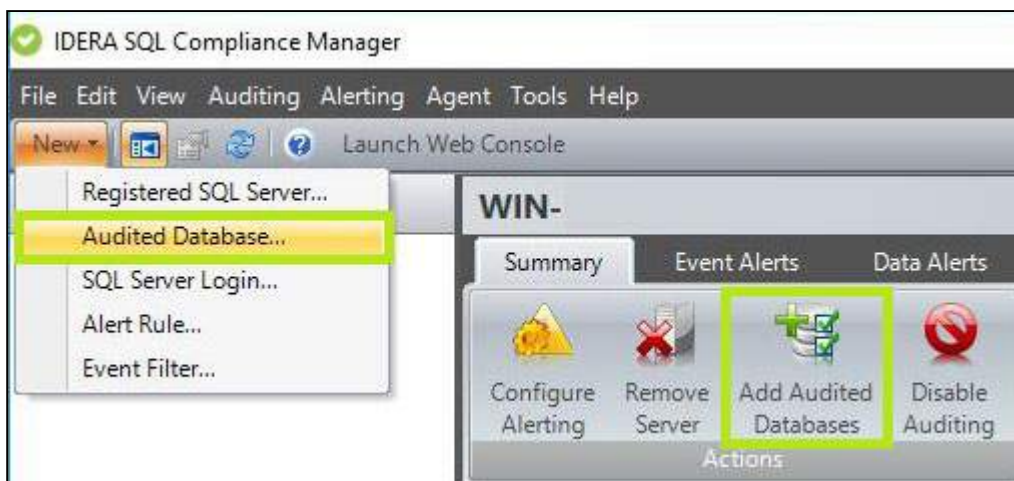 IDERA SQL Compliance Manager
File Edit View Auditing Alerting Agent Tools Help
New Launch Web Console
Registered SQL Server...
Audited Database...
SQL Server Login...
Alert Rule...
Event Filter...
WIN-
Summary Event Alerts Data Alerts
Configure Alerting Remove Server Add Audited Databases Disable Auditing
Actions